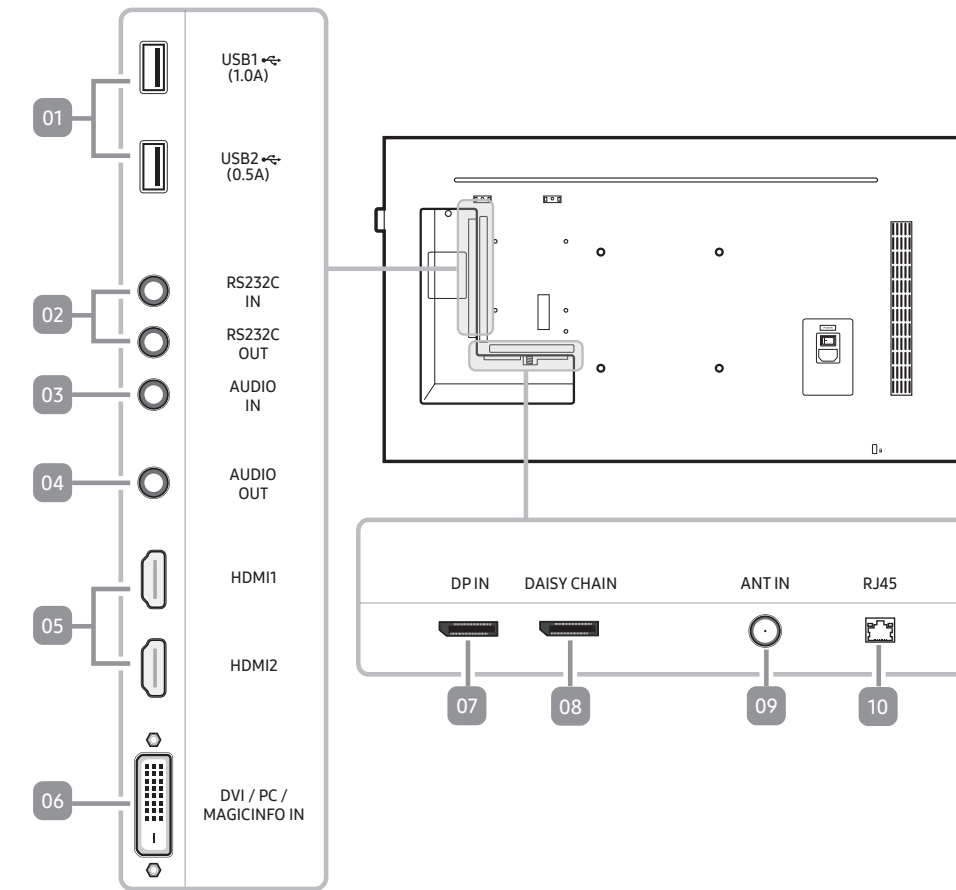 USB1
(1.0A)
01
USB2
(0.5A)
RS232C
IN
02
RS232C
OUT
03
AUDIO
IN
04
AUDIO
OUT
HDMI1
05
HDMI2
06
DVI / PC /
MAGICINFO IN
DP IN DAISY CHAIN ANT IN RJ45
07 08 09 10